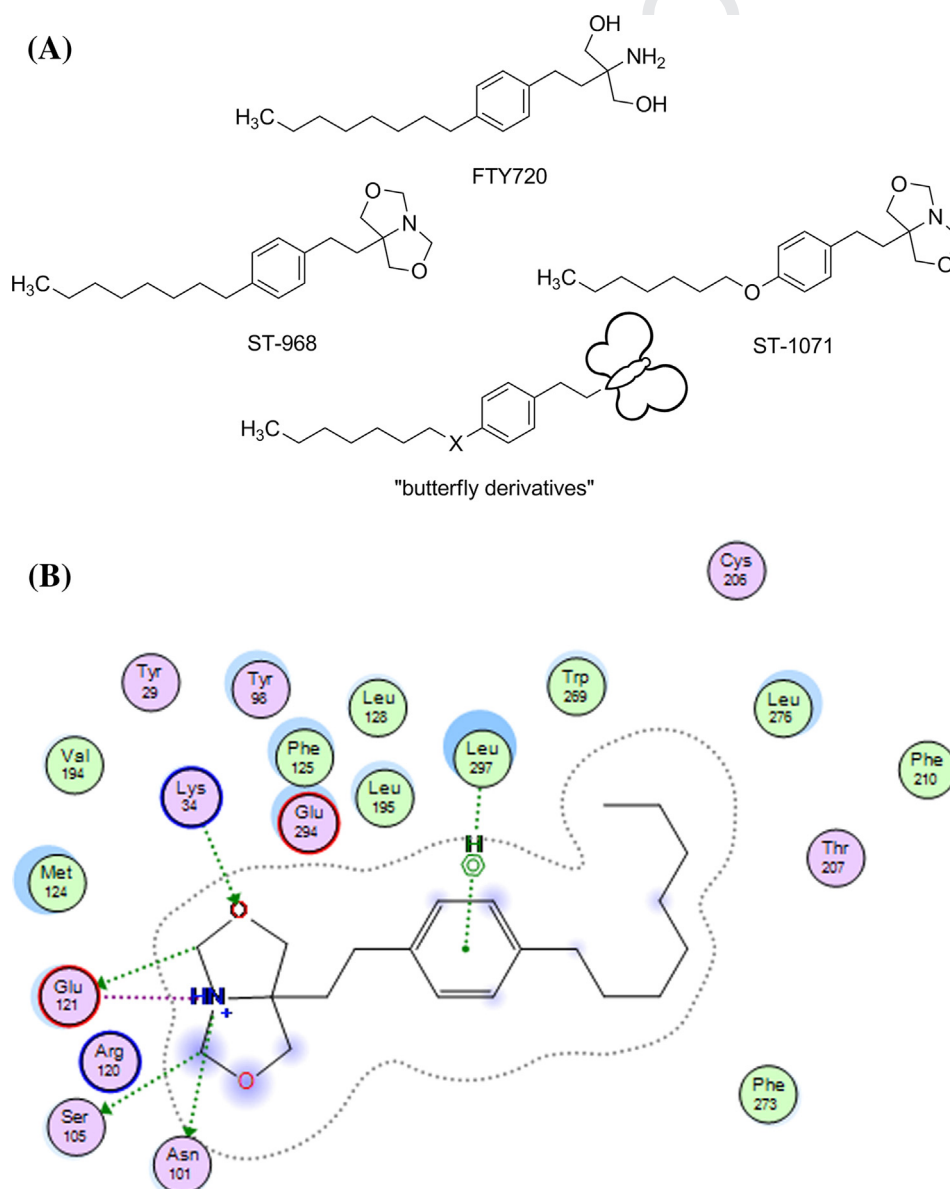 (A)
OH
NH2
OH
H3C
FTY720
O
N
O
H3C
ST-968
O
N
O
H3C
O
ST-1071
H3C
X
"butterfly derivatives"
(B)
Cys
206
Tyr
29
Tyr
98
Leu
128
Trp
269
Leu
276
Val
194
Phe
125
Leu
297
Phe
210
Lys
34
Leu
195
Glu
294
H
Thr
207
Met
124
O
Glu
121
HN
+
Arg
120
O
Ser
105
Phe
273
Asn
101